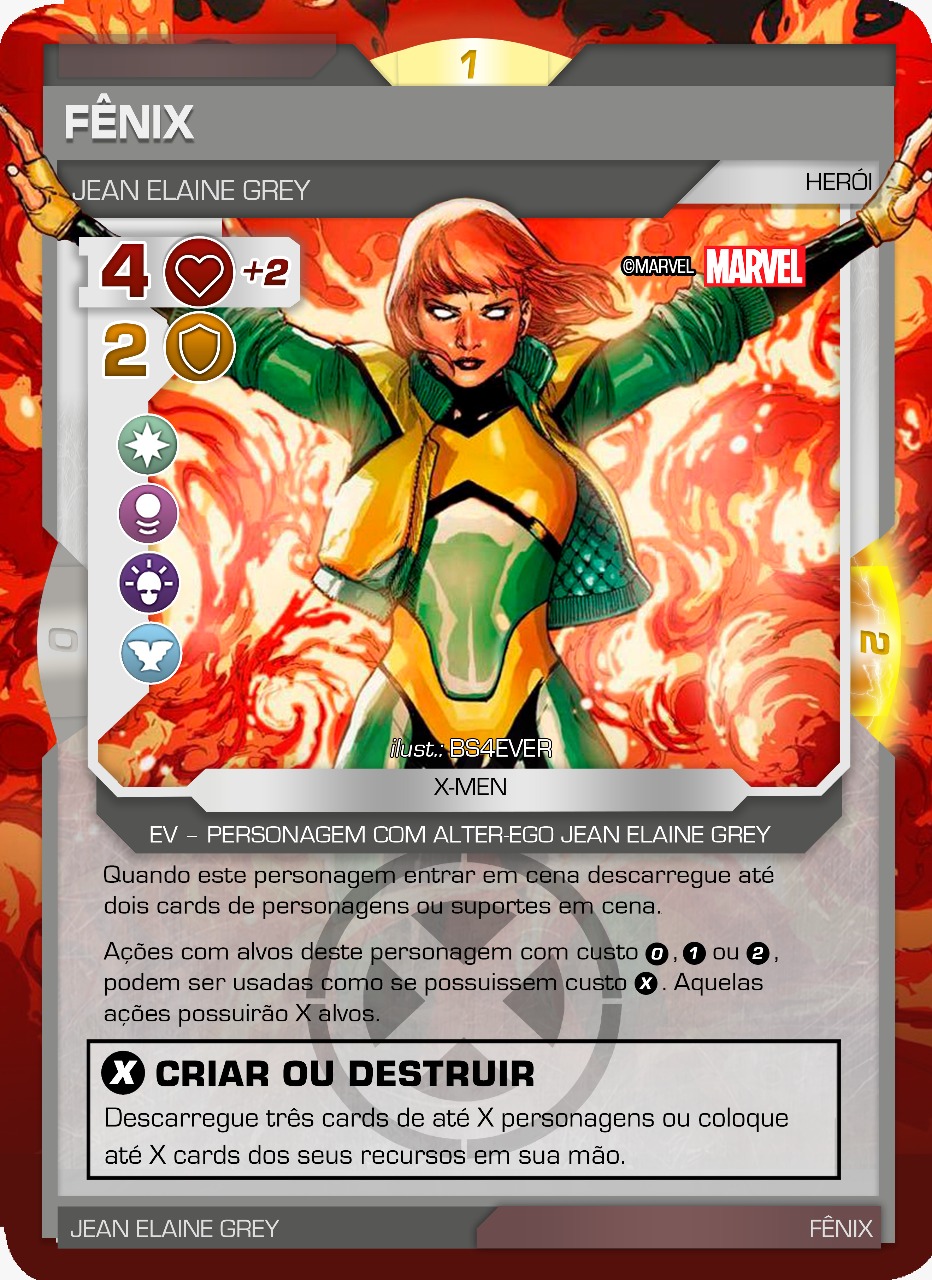 1
FÊNIX
JEAN ELAINE GREY
HERÓI
4 +2
©MARVEL MARVEL
2
0
2
ilust.: BS4EVER
X-MEN
EV – PERSONAGEM COM ALTER-EGO JEAN ELAINE GREY
Quando este personagem entrar em cena descarregue até
dois cards de personagens ou suportes em cena.
Ações com alvos deste personagem com custo 0, 1 ou 2,
podem ser usadas como se possuissem custo X. Aquelas
ações possuirão X alvos.
X CRIAR OU DESTRUIR
Descarregue três cards de até X personagens ou coloque
até X cards dos seus recursos em sua mão.
JEAN ELAINE GREY
FÊNIX